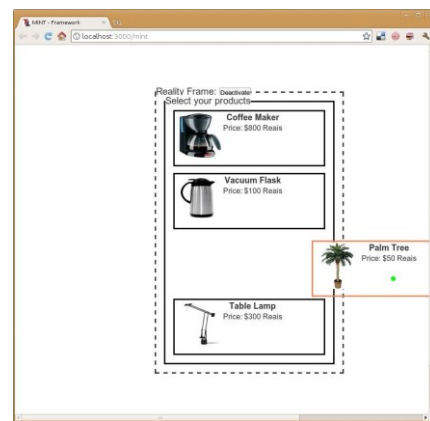 MINT - Framework
localhost:3000/mint
Reality Frame: Deactivate
Select your products
Coffee Maker
Price: $800 Reais
Vacuum Flask
Price: $100 Reais
Palm Tree
Price: $50 Reais
Table Lamp
Price: $300 Reais